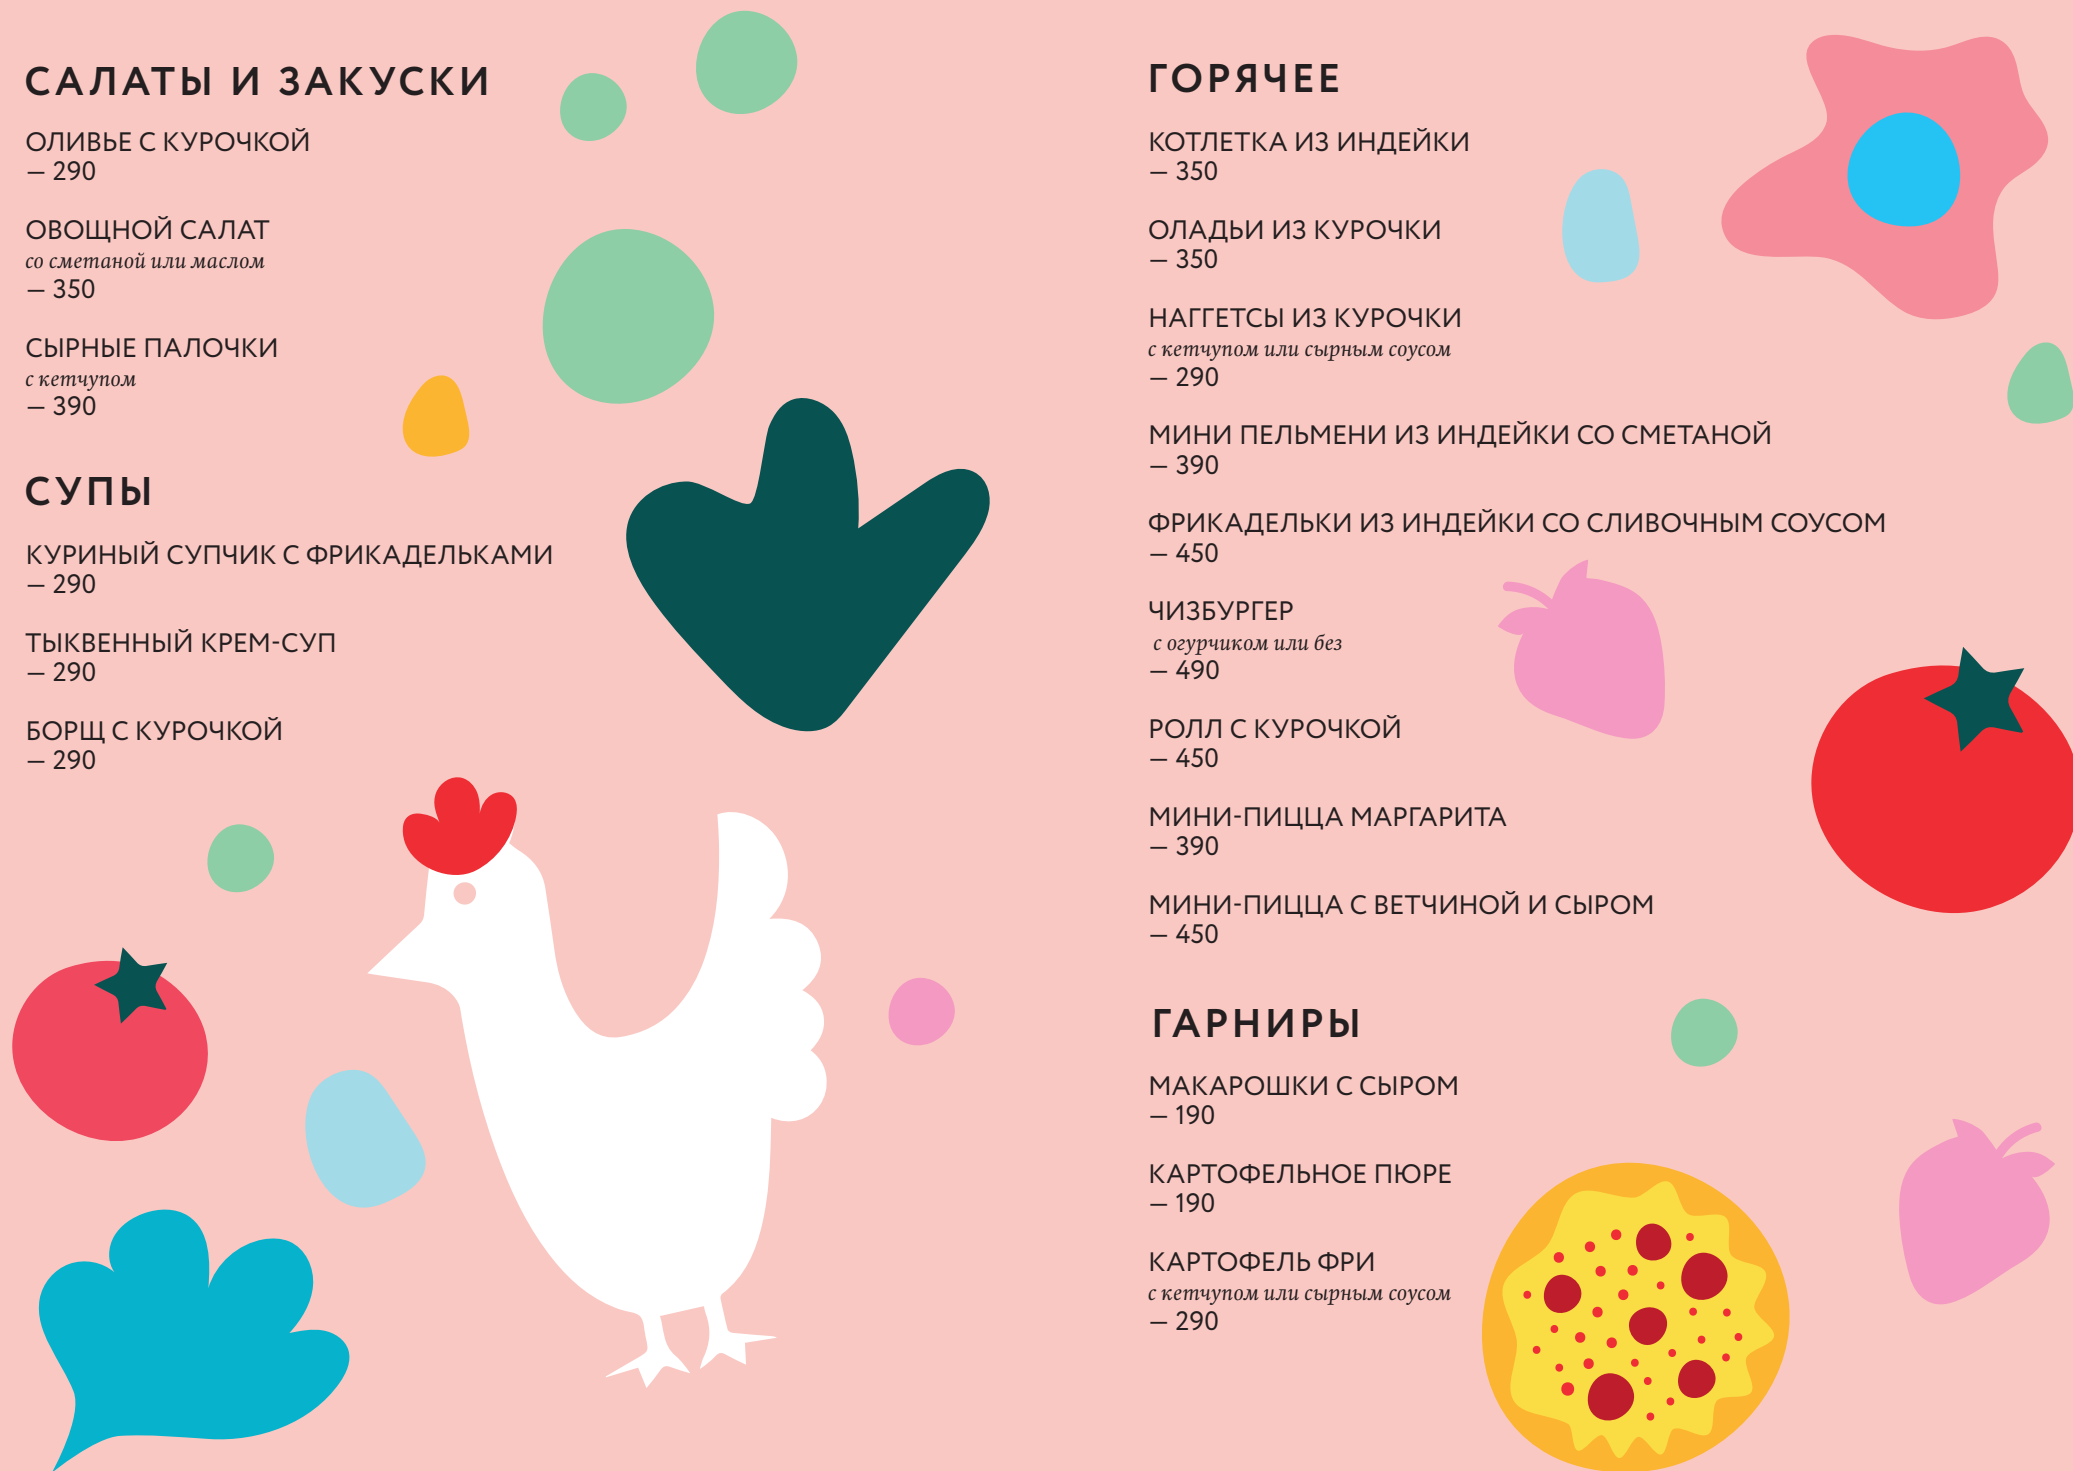 САЛАТЫ И ЗАКУСКИ
ОЛИВЬЕ С КУРОЧКОЙ
— 290
ОВОЩНОЙ САЛАТ
со сметаной или маслом
— 350
СЫРНЫЕ ПАЛОЧКИ
с кетчупом
— 390
СУПЫ
КУРИНЫЙ СУПЧИК С ФРИКАДЕЛЬКАМИ
— 290
ТЫКВЕННЫЙ КРЕМ-СУП
— 290
БОРЩ С КУРОЧКОЙ
— 290
ГОРЯЧЕЕ
КОТЛЕТКА ИЗ ИНДЕЙКИ
— 350
ОЛАДЬИ ИЗ КУРОЧКИ
— 350
НАГГЕТСЫ ИЗ КУРОЧКИ
с кетчупом или сырным соусом
— 290
МИНИ ПЕЛЬМЕНИ ИЗ ИНДЕЙКИ СО СМЕТАНОЙ
— 390
ФРИКАДЕЛЬКИ ИЗ ИНДЕЙКИ СО СЛИВОЧНЫМ СОУСОМ
— 450
ЧИЗБУРГЕР
с огурчиком или без
— 490
РОЛЛ С КУРОЧКОЙ
— 450
МИНИ-ПИЦЦА МАРГАРИТА
— 390
МИНИ-ПИЦЦА С ВЕТЧИНОЙ И СЫРОМ
— 450
ГАРНИРЫ
МАКАРОШКИ С СЫРОМ
— 190
КАРТОФЕЛЬНОЕ ПЮРЕ
— 190
КАРТОФЕЛЬ ФРИ
с кетчупом или сырным соусом
— 290